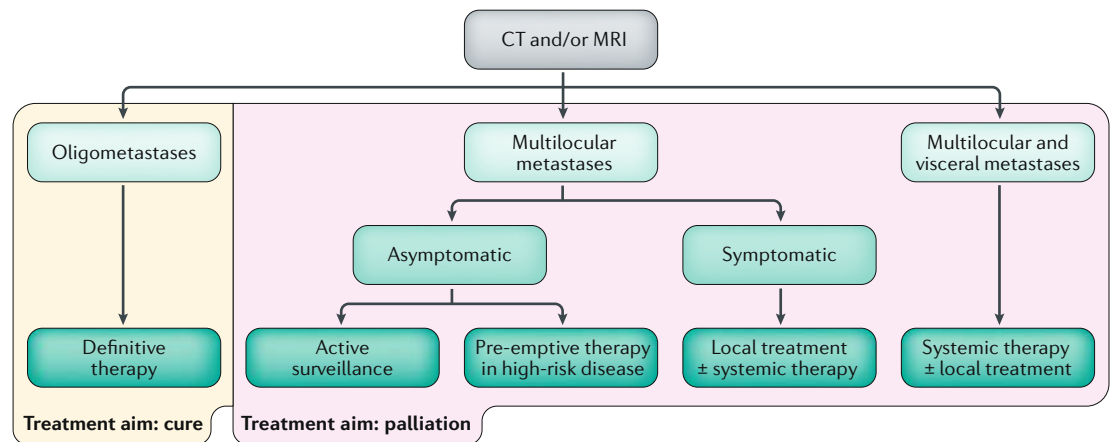 CT and/or MRI
Oligometastases
Multilocular
metastases
Multilocular and
visceral metastases
Asymptomatic
Symptomatic
Definitive
therapy
Active
surveillance
Pre-emptive therapy
in high-risk disease
Local treatment
± systemic therapy
Systemic therapy
± local treatment
Treatment aim: cure
Treatment aim: palliation